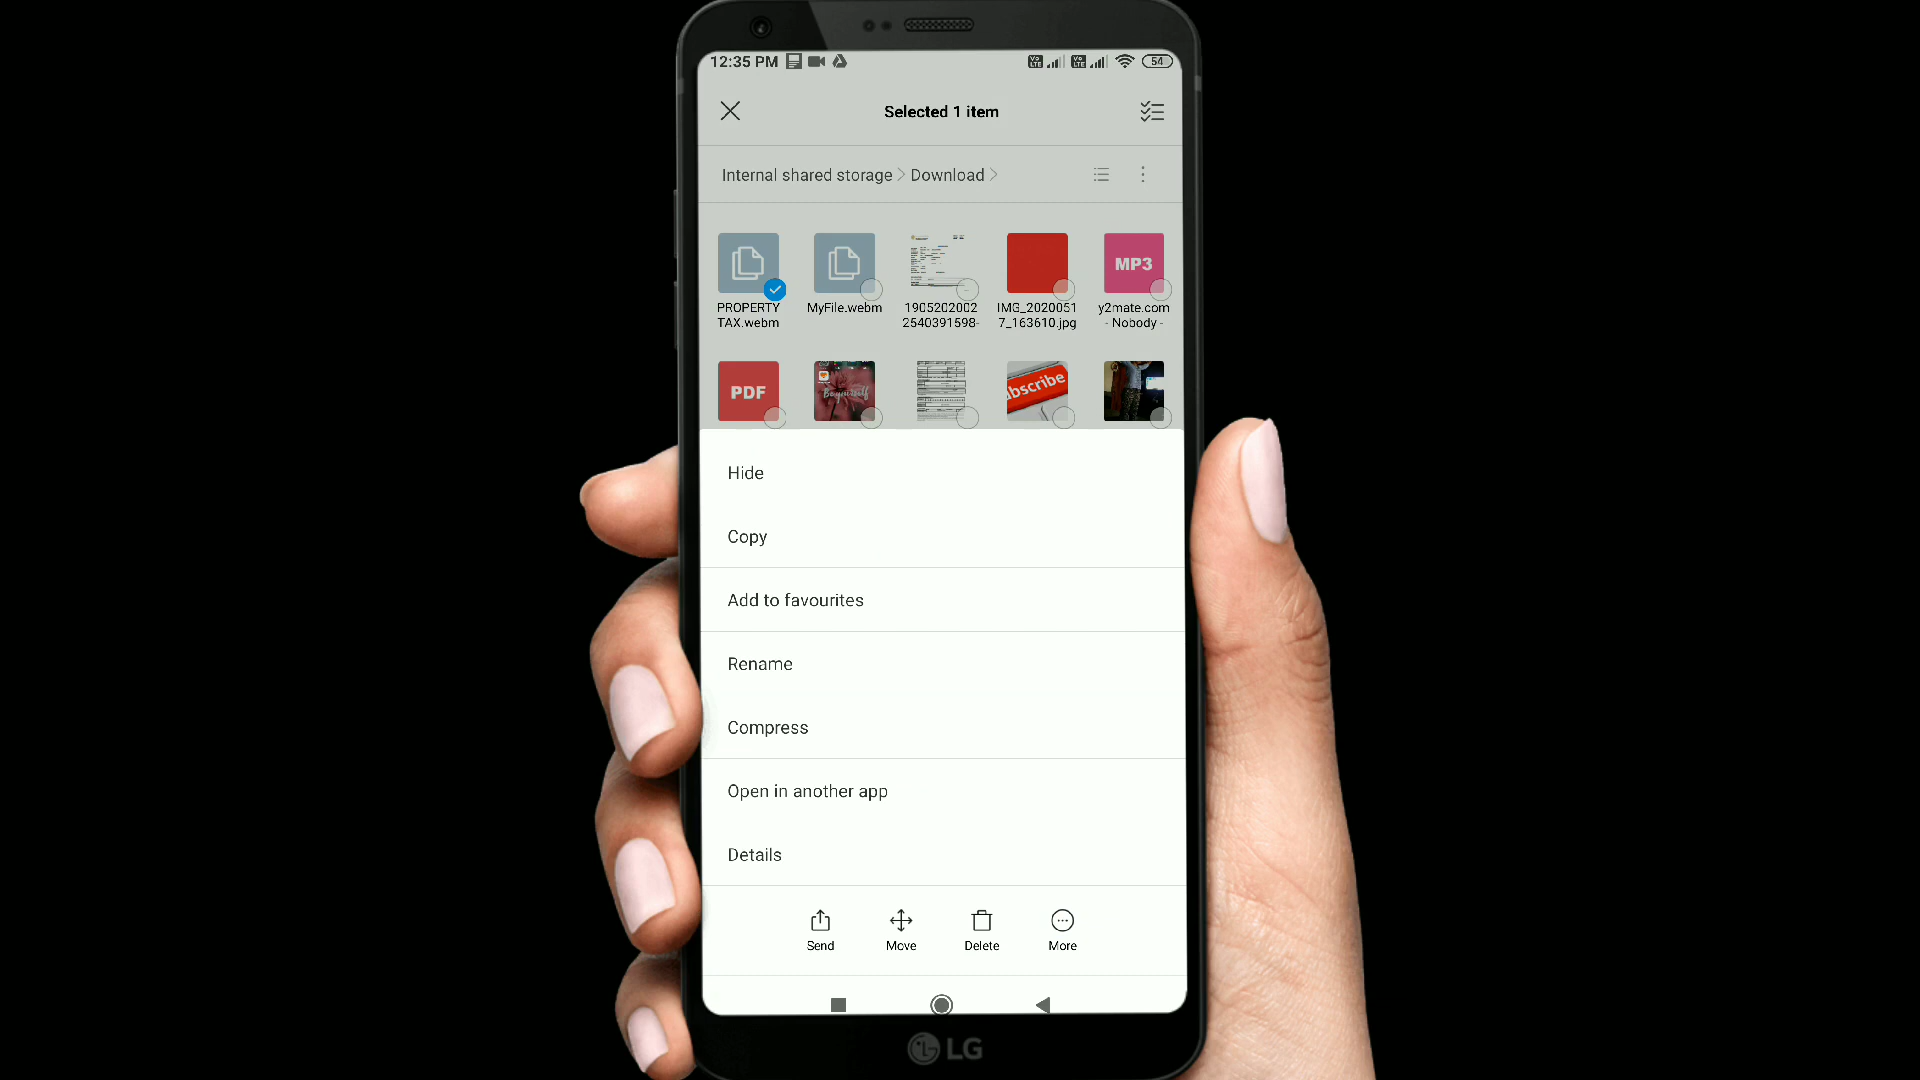 12:35 PM
54
Selected 1 item
Internal shared storage > Download >
MP3
PROPERTY
TAX.webm
MyFile.webm
1905202002
2540391598-
IMG_2020051
7_163610.jpg
y2mate.com
- Nobody -
PDF
Be yourself
bscribe
Hide
Copy
Add to favourites
Rename
Compress
Open in another app
Details
Send
Move
Delete
More
LG